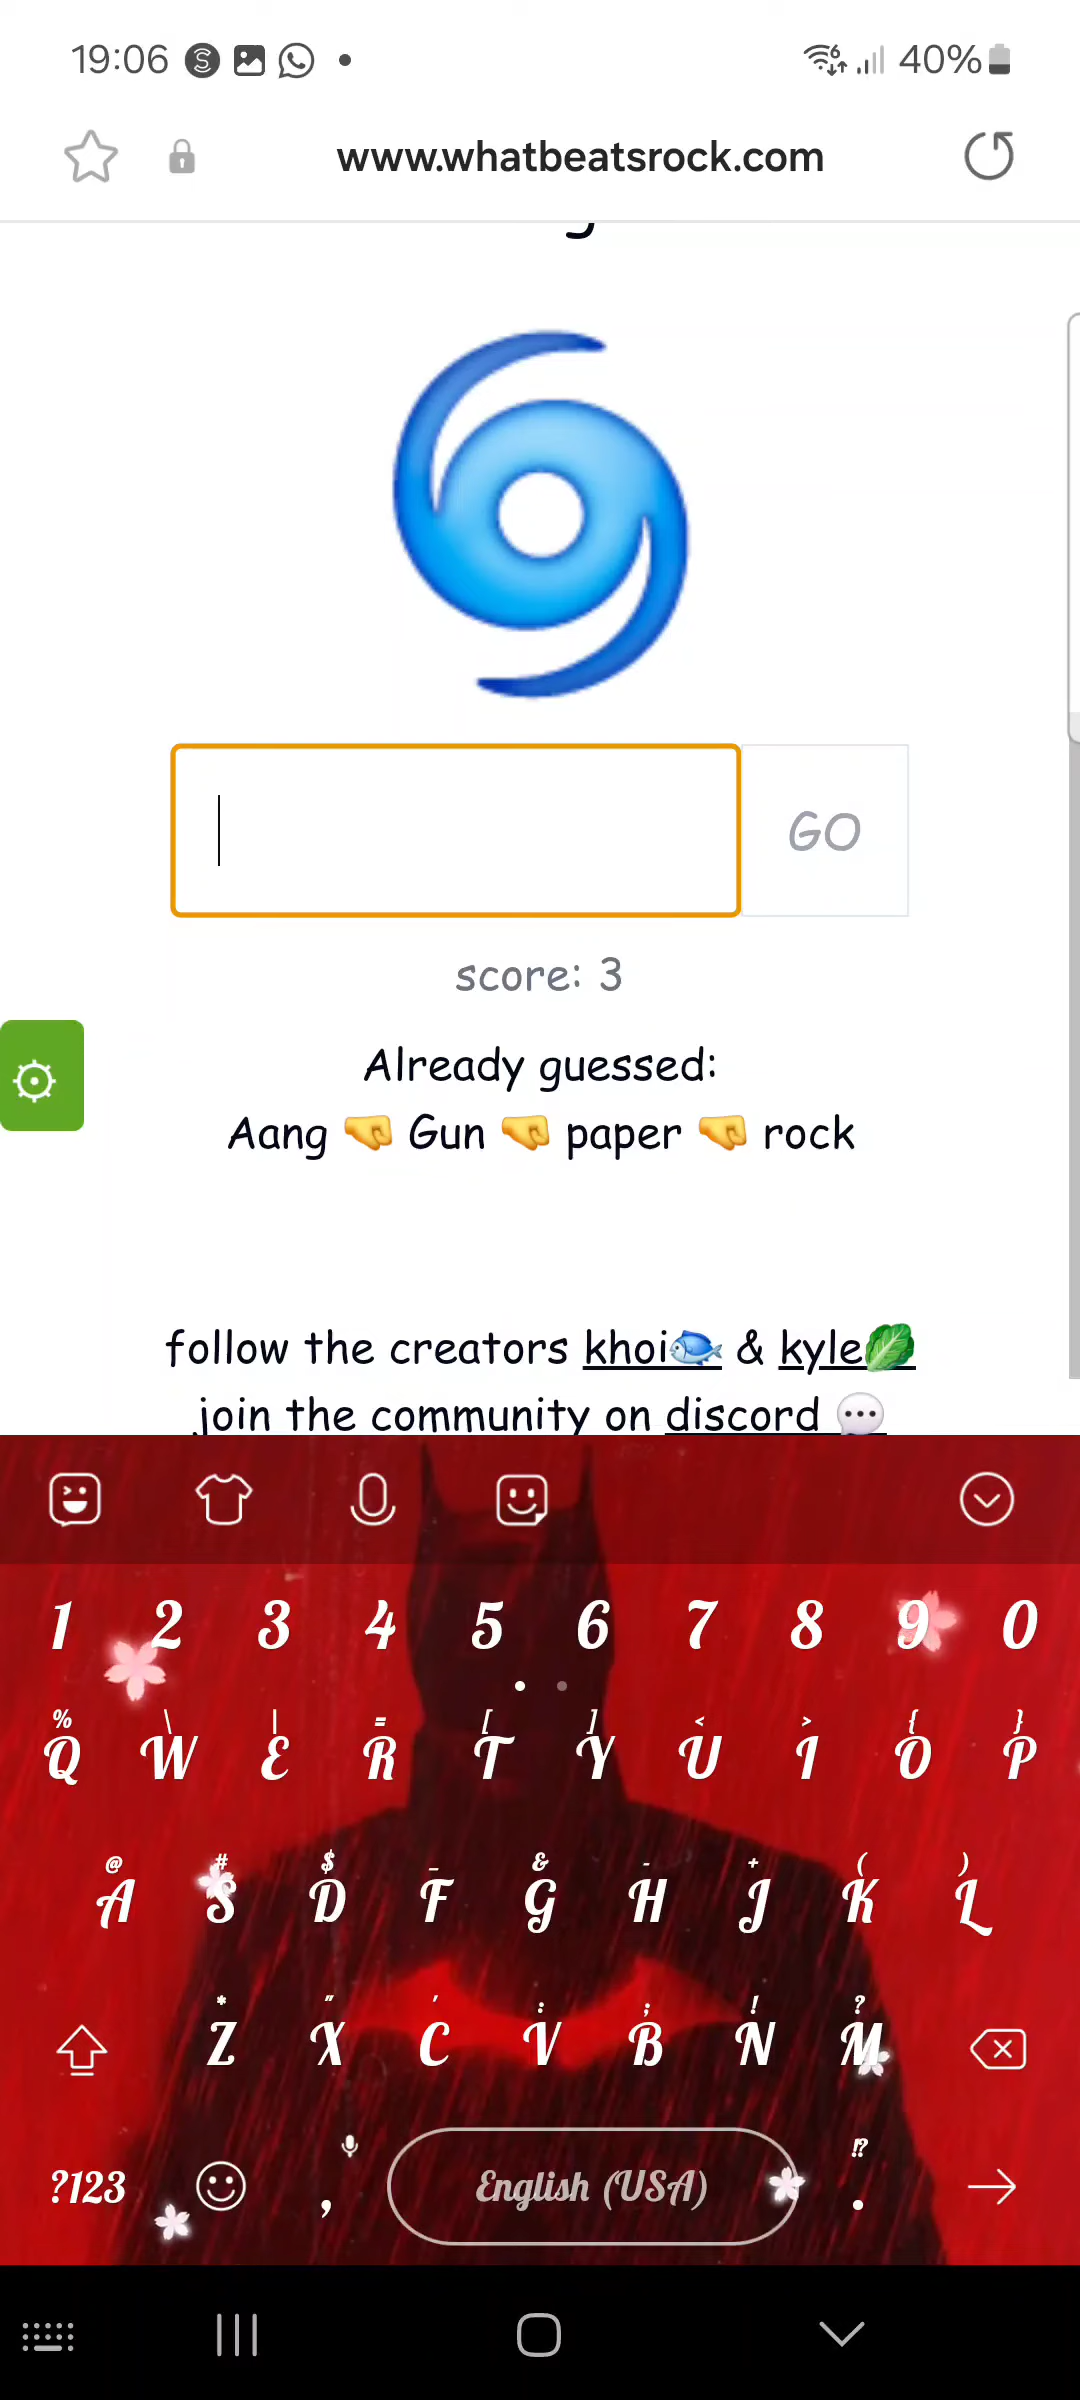 19:06
40%
www.whatbeatsrock.com
GO
score: 3
Already guessed:
Aang 🤜 Gun 🤜 paper 🤜 rock
follow the creators khoi🐟 & kyle🥬
join the community on discord 💬
1 2 3 4 5 6 7 8 9 0
% \ | = [ ] < > { }
Q W E R T Y U I O P
@ # $ _ & - + ( )
A S D F G H J K L
* " ' : ; ! ?
Z X C V B N M
?123 , English (USA) !? .